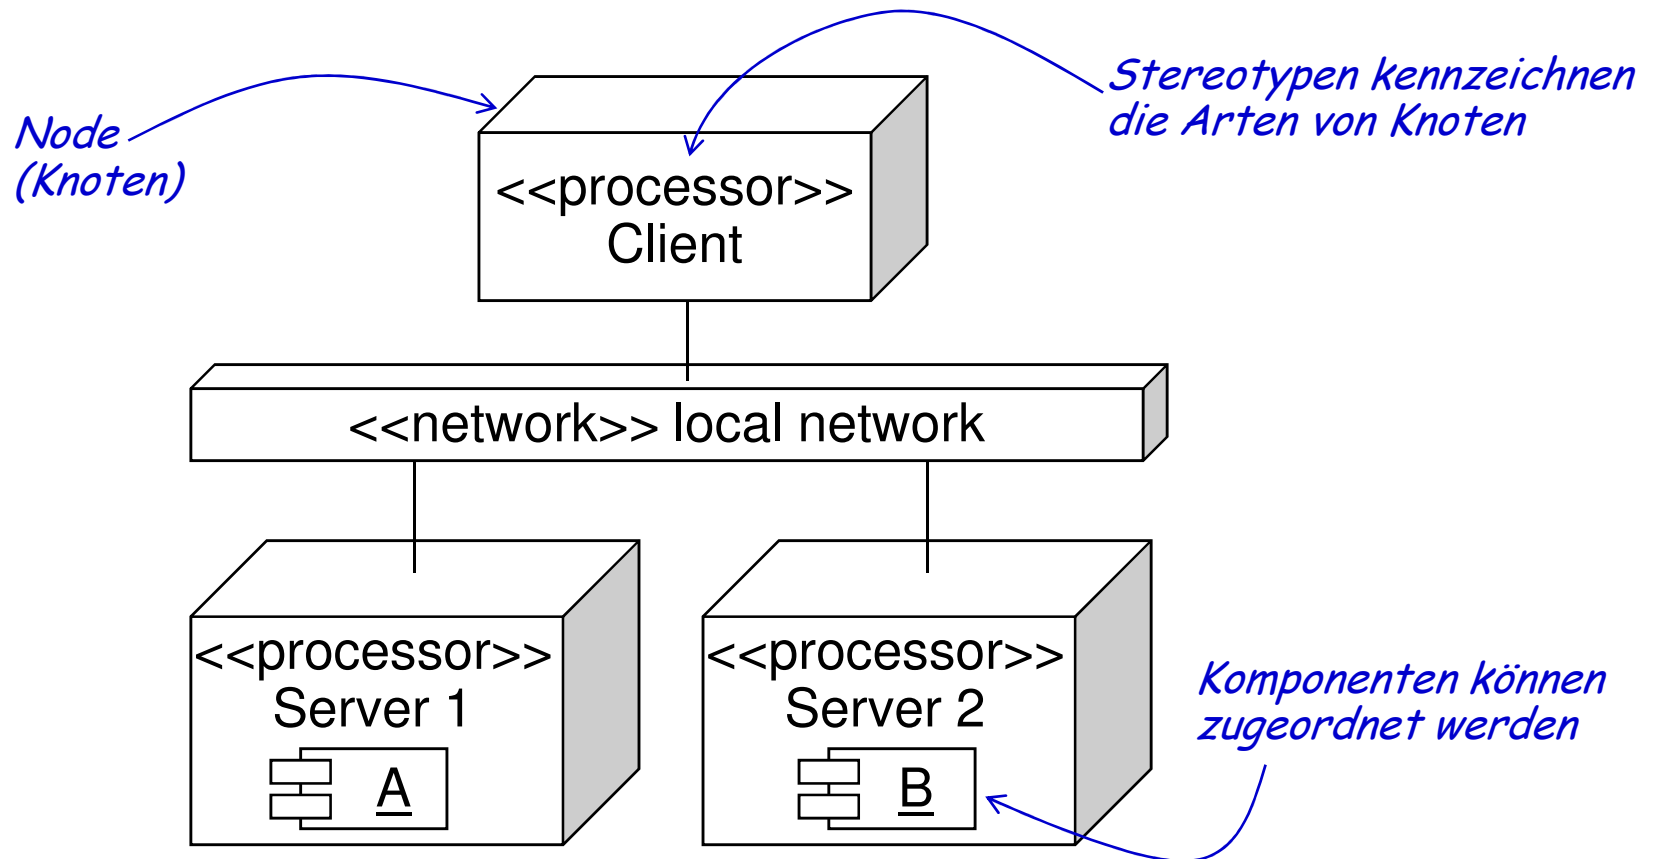 Stereotypen kennzeichnen
die Arten von Knoten
Node
(Knoten)
<<processor>>
Client
<<network>> local network
<<processor>>
Server 1
A
<<processor>>
Server 2
B
Komponenten können
zugeordnet werden